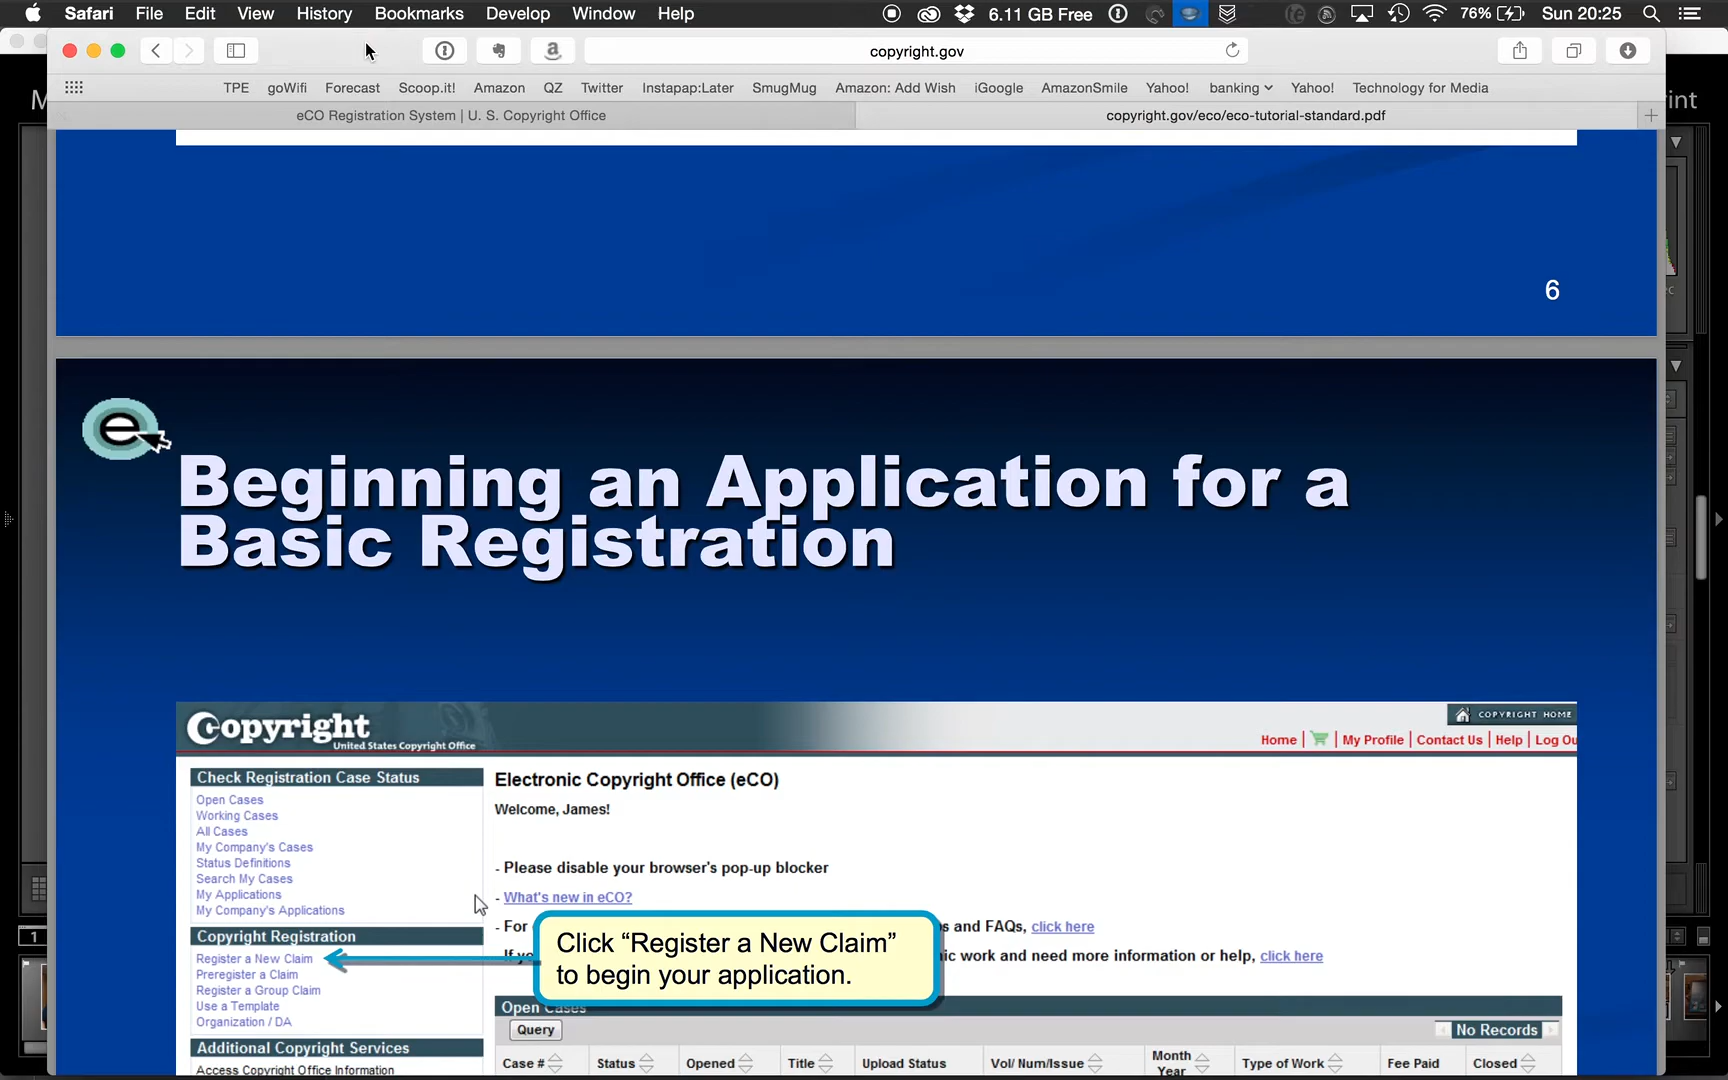 Safari File Edit View History Bookmarks Develop Window Help 6.11 GB Free 76% Sun 20:25
copyright.gov
TPE goWifi Forecast Scoop.it! Amazon QZ Twitter Instapap:Later SmugMug Amazon: Add Wish iGoogle AmazonSmile Yahoo! banking Yahoo! Technology for Media
eCO Registration System | U. S. Copyright Office copyright.gov/eco/eco-tutorial-standard.pdf
6
Beginning an Application for a
Basic Registration
Copyright
United States Copyright Office
COPYRIGHT HOME
Home | My Profile | Contact Us | Help | Log Ou
Check Registration Case Status
Open Cases
Working Cases
All Cases
My Company's Cases
Status Definitions
Search My Cases
My Applications
My Company's Applications
Copyright Registration
Register a New Claim
Preregister a Claim
Register a Group Claim
Use a Template
Organization / DA
Additional Copyright Services
Access Copyright Office Information
Electronic Copyright Office (eCO)
Welcome, James!
- Please disable your browser's pop-up blocker
- What's new in eCO?
- For s and FAQs, click here
If yo ic work and need more information or help, click here
Click “Register a New Claim”
to begin your application.
Open Cases
Query No Records
Case # Status Opened Title Upload Status Vol/ Num/Issue Month Year Type of Work Fee Paid Closed